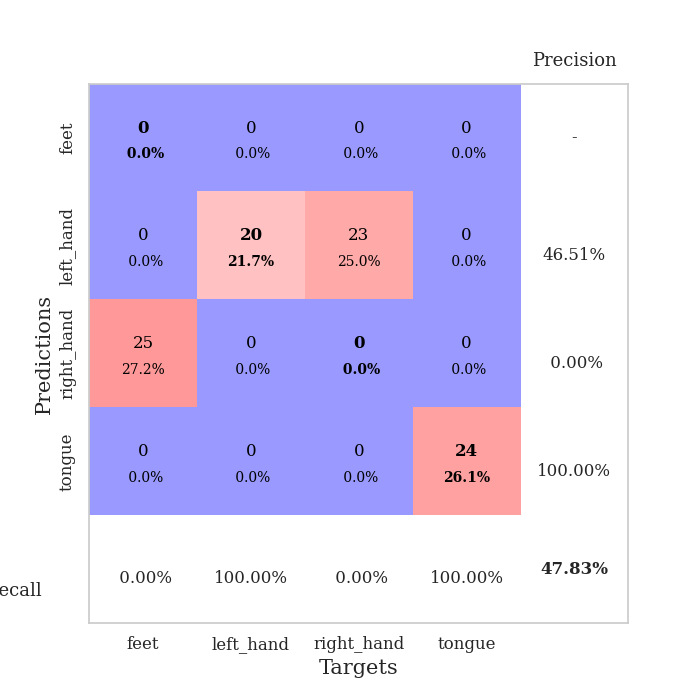 Precision
feet
0 0 0 0
0.0% 0.0% 0.0% 0.0%
-
left_hand
0 20 23 0
0.0% 21.7% 25.0% 0.0%
46.51%
Predictions
right_hand
25 0 0 0
27.2% 0.0% 0.0% 0.0%
0.00%
tongue
0 0 0 24
0.0% 0.0% 0.0% 26.1%
100.00%
ecall
0.00% 100.00% 0.00% 100.00%
47.83%
feet left_hand right_hand tongue
Targets